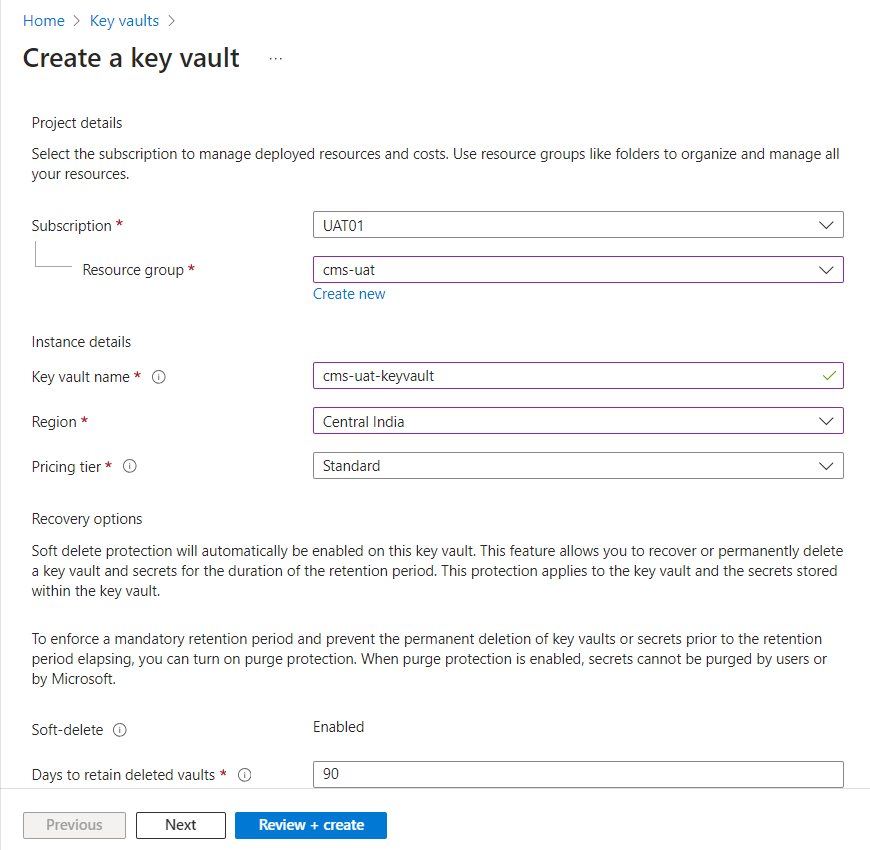 Home > Key vaults >
Create a key vault ...
Project details
Select the subscription to manage deployed resources and costs. Use resource groups like folders to organize and manage all
your resources.
Subscription * UAT01
Resource group * cms-uat
Create new
Instance details
Key vault name * cms-uat-keyvault
Region * Central India
Pricing tier * Standard
Recovery options
Soft delete protection will automatically be enabled on this key vault. This feature allows you to recover or permanently delete
a key vault and secrets for the duration of the retention period. This protection applies to the key vault and the secrets stored
within the key vault.
To enforce a mandatory retention period and prevent the permanent deletion of key vaults or secrets prior to the retention
period elapsing, you can turn on purge protection. When purge protection is enabled, secrets cannot be purged by users or
by Microsoft.
Soft-delete Enabled
Days to retain deleted vaults * 90
Previous Next Review + create